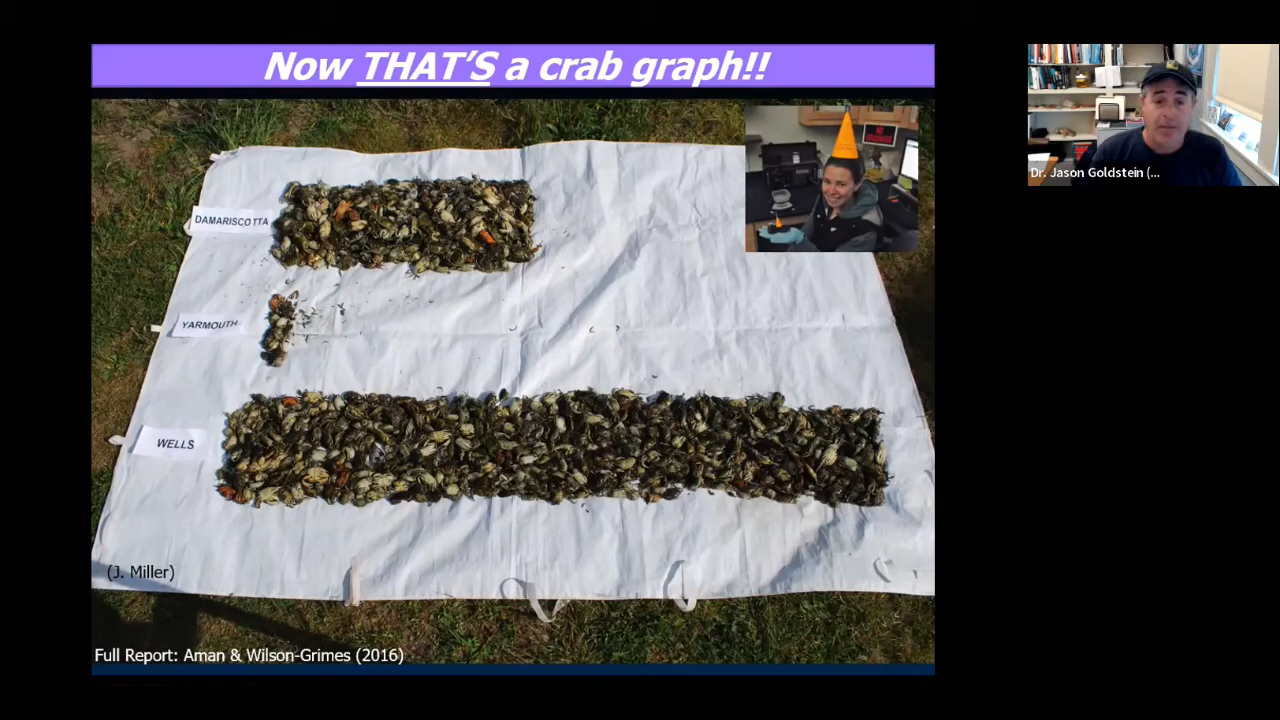 Now THAT'S a crab graph!!
DAMARISCOTTA
YARMOUTH
WELLS
(J. Miller)
Full Report: Aman & Wilson-Grimes (2016)
Dr. Jason Goldstein (...